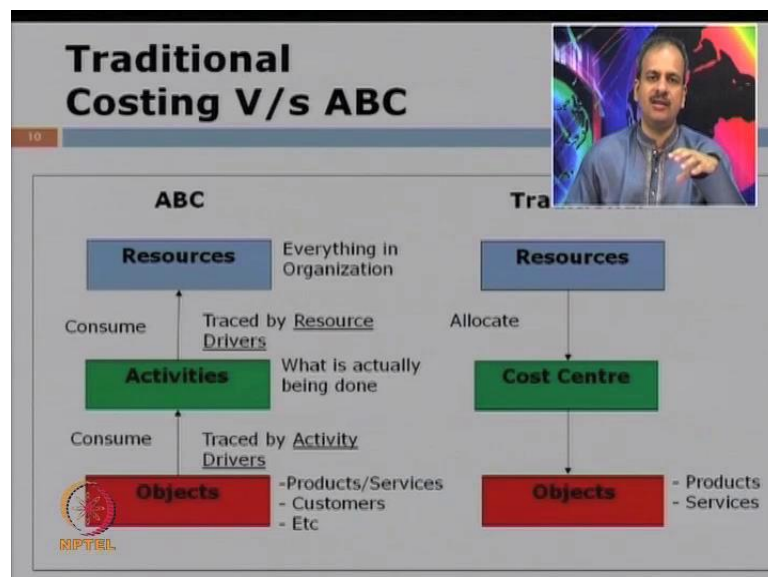 Traditional
Costing V/s ABC
10
ABC
Resources
Everything in
Organization
Consume
Traced by Resource
Drivers
Activities
What is actually
being done
Consume
Traced by Activity
Drivers
Objects
-Products/Services
- Customers
- Etc
Resources
Allocate
Cost Centre
Objects
- Products
- Services
NPTEL